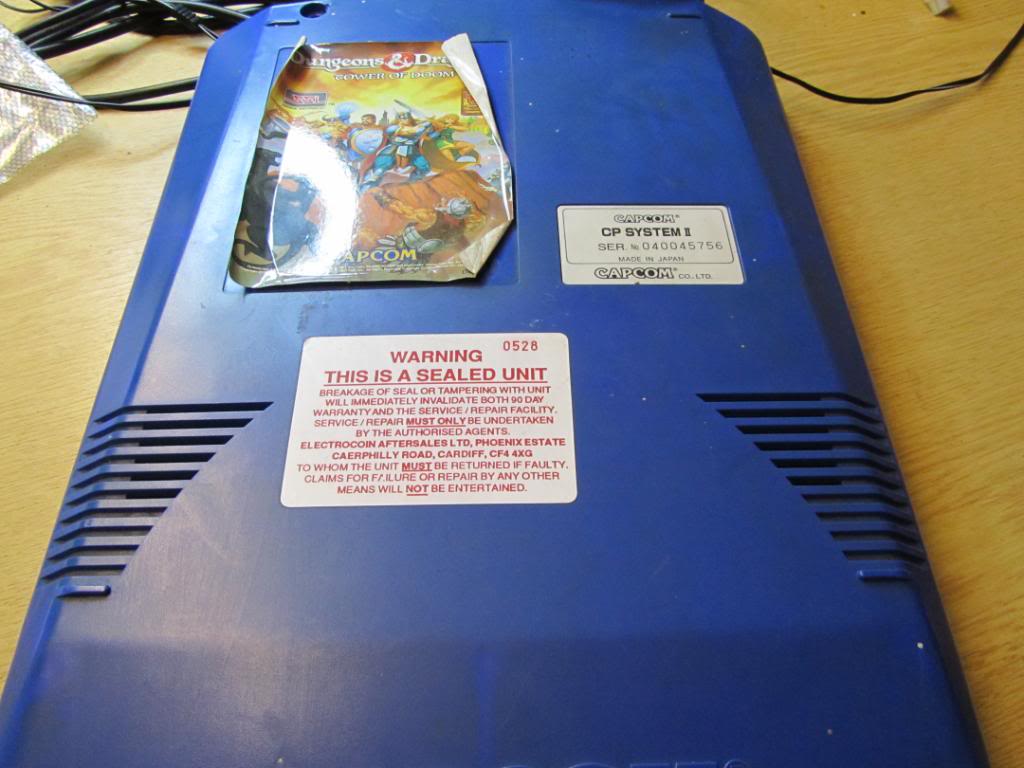 Dungeons & Dra
TOWER OF DOOM
CAPCOM
CAPCOM®
CP SYSTEM II
SER. № 040045756
MADE IN JAPAN
CAPCOM® CO., LTD.
0528
WARNING
THIS IS A SEALED UNIT
BREAKAGE OF SEAL OR TAMPERING WITH UNIT
WILL IMMEDIATELY INVALIDATE BOTH 90 DAY
WARRANTY AND THE SERVICE / REPAIR FACILITY.
SERVICE / REPAIR MUST ONLY BE UNDERTAKEN
BY THE AUTHORISED AGENTS.
ELECTROCOIN AFTERSALES LTD, PHOENIX ESTATE
CAERPHILLY ROAD, CARDIFF, CF4 4XG
TO WHOM THE UNIT MUST BE RETURNED IF FAULTY.
CLAIMS FOR FAILURE OR REPAIR BY ANY OTHER
MEANS WILL NOT BE ENTERTAINED.